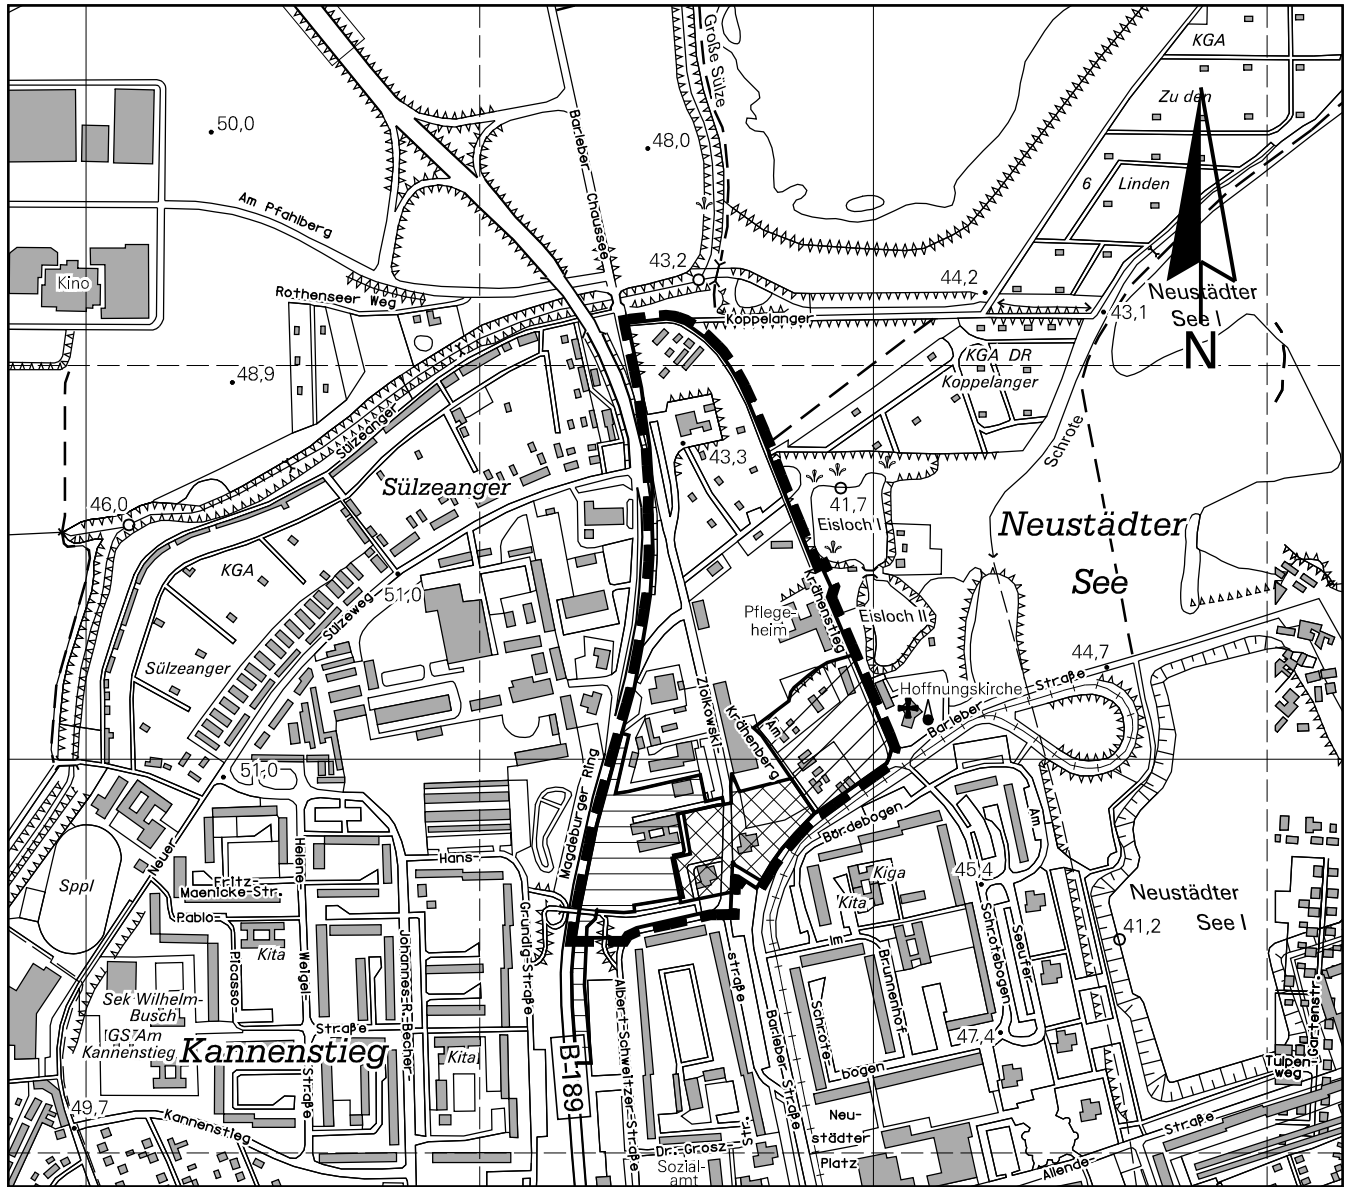 Große Sülze
KGA
Zu den
50,0
Barleber
Chaussee
48,0
6
Linden
Am Pfahlberg
43,2
44,2
Kino
Rothenseer Weg
Neustädter
See
43,1
Koppelanger
N
KGA DR
Koppelanger
48,9
Sülzeanger
Schrote
43,3
Sülzeanger
46,0
41,7
Eisloch I
Neustädter
See
KGA
51,0
Sülzeweg
Krähenstieg
Pflege-
heim
Eisloch II
Sülzeanger
44,7
Ziolkowski-
Hoffnungskirche
Straße
Barleber
Am
Krähenberg
51,0
Magdeburger Ring
Bördebogen
Am
Neuer
Helene-
Hans-
Sppl
Fritz-
Maenicke-Str.
Kiga
45,4
Kita
Neustädter
See I
Pablo-
Grundig-Straße
41,2
Kita
Weigel-
Johannes-R.-Becher-
Im
Brunnenhof
Schrotebogen
Seeufer
Picasso-
straße
Sek Wilhelm-
Busch
Albert-Schweitzer-Straße
Barleber
Straße
Schrote-
bogen
Gartenstr.
GS Am
Kannenstieg
Straße
Kannenstieg
Kita
47,4
B 189
Tulpen-
weg
Straße
49,7
Kannenstieg
Neu-
städter
Platz
Str.
Dr.-Grosz-
Straße
Sozial-
amt
Allende-